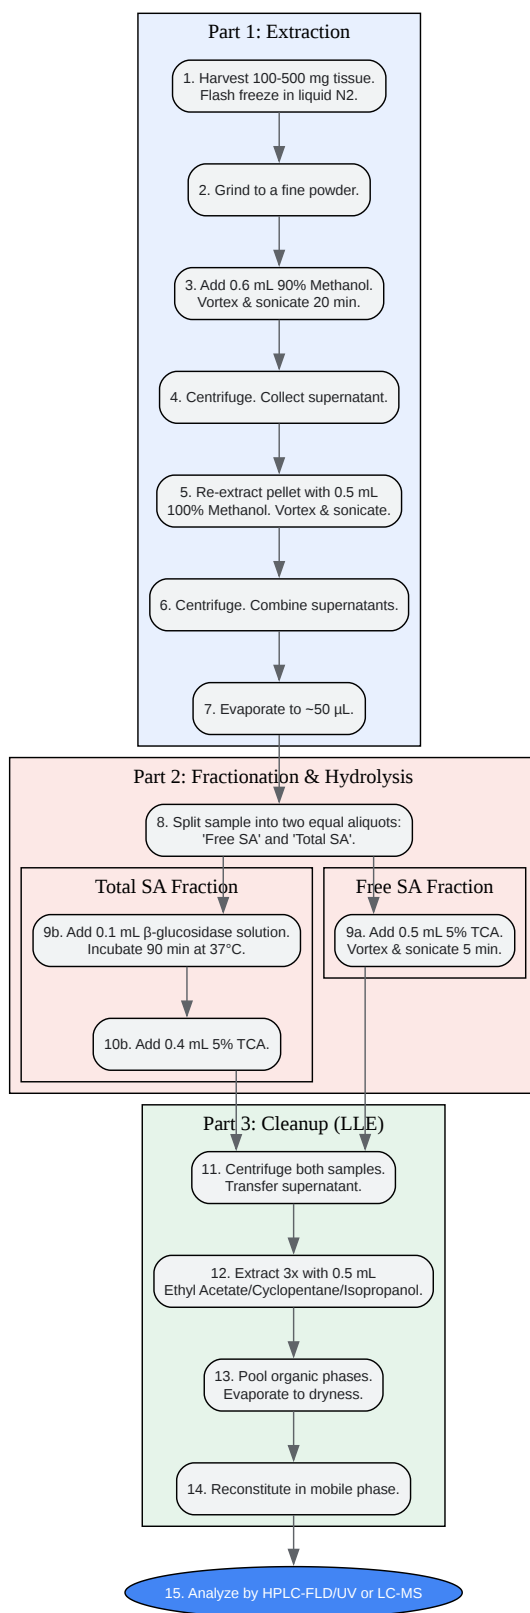 Part 1: Extraction
1. Harvest 100-500 mg tissue.
Flash freeze in liquid N2.
2. Grind to a fine powder.
3. Add 0.6 mL 90% Methanol.
Vortex & sonicate 20 min.
4. Centrifuge. Collect supernatant.
5. Re-extract pellet with 0.5 mL
100% Methanol. Vortex & sonicate.
6. Centrifuge. Combine supernatants.
7. Evaporate to ~50 µL.
Part 2: Fractionation & Hydrolysis
8. Split sample into two equal aliquots:
'Free SA' and 'Total SA'.
Total SA Fraction
9b. Add 0.1 mL β-glucosidase solution.
Incubate 90 min at 37°C.
10b. Add 0.4 mL 5% TCA.
Free SA Fraction
9a. Add 0.5 mL 5% TCA.
Vortex & sonicate 5 min.
Part 3: Cleanup (LLE)
11. Centrifuge both samples.
Transfer supernatant.
12. Extract 3x with 0.5 mL
Ethyl Acetate/Cyclopentane/Isopropanol.
13. Pool organic phases.
Evaporate to dryness.
14. Reconstitute in mobile phase.
15. Analyze by HPLC-FLD/UV or LC-MS